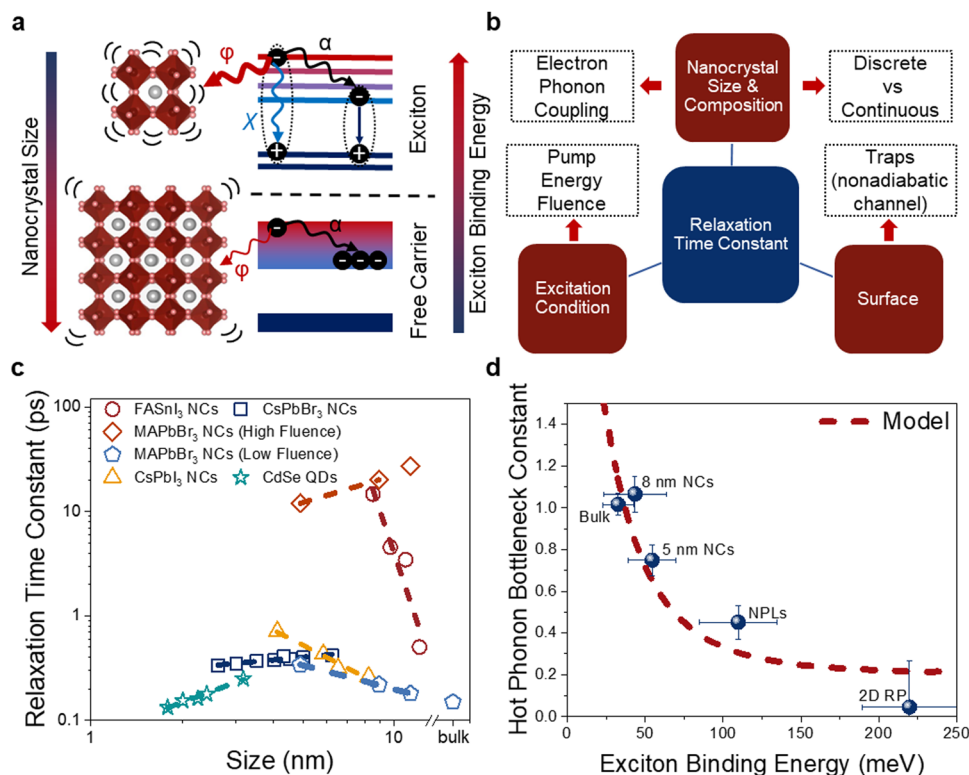 a
Nanocrystal Size
φ
α
χ
Exciton
φ
α
Free Carrier
Exciton Binding Energy
b
Electron
Phonon
Coupling
Nanocrystal
Size &
Composition
Discrete
vs
Continuous
Pump
Energy
Fluence
Traps
(nonadiabatic
channel)
Relaxation
Time Constant
Excitation
Condition
Surface
c
Relaxation Time Constant (ps)
100
10
1
0.1
FASnI3 NCs
CsPbBr3 NCs
MAPbBr3 NCs (High Fluence)
MAPbBr3 NCs (Low Fluence)
CsPbI3 NCs
CdSe QDs
1
10
bulk
Size (nm)
d
Hot Phonon Bottleneck Constant
1.4
1.2
1.0
0.8
0.6
0.4
0.2
0.0
Model
8 nm NCs
Bulk
5 nm NCs
NPLs
2D RP
0
50
100
150
200
250
Exciton Binding Energy (meV)